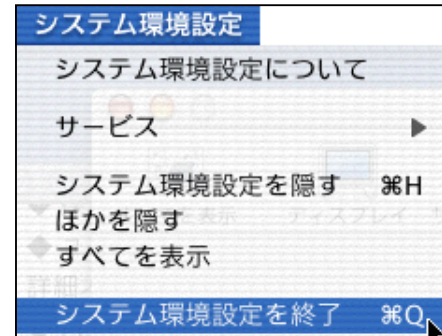 システム環境設定
システム環境設定について
サービス ▶
システム環境設定を隠す ⌘H
ほかを隠す
すべてを表示
システム環境設定を終了 ⌘Q